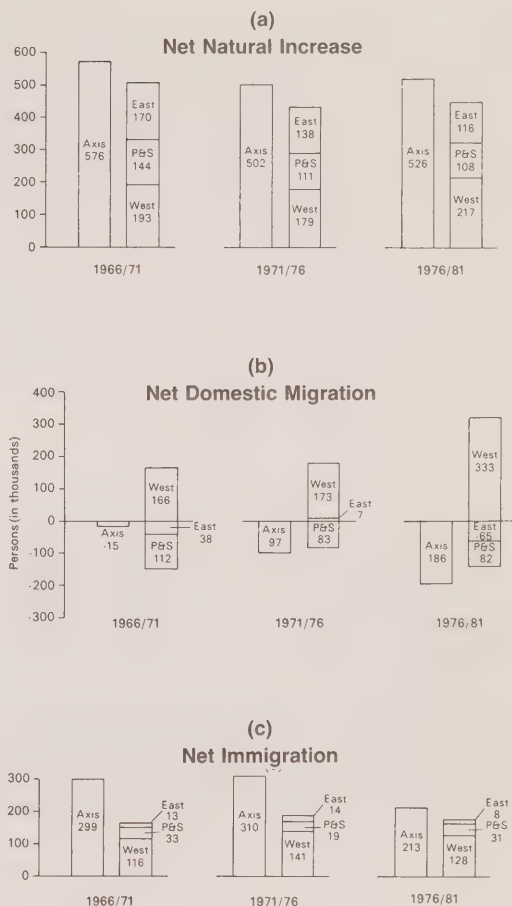 (a)
Net Natural Increase
600
500
400
300
200
100
0
Axis
576
East
170
P&S
144
West
193
1966/71
Axis
502
East
138
P&S
111
West
179
1971/76
Axis
526
East
116
P&S
108
West
217
1976/81
(b)
Net Domestic Migration
Persons (in thousands)
400
300
200
100
0
-100
-200
-300
Axis
-15
West
166
East
38
P&S
112
1966/71
Axis
97
West
173
East
7
P&S
83
1971/76
Axis
186
West
333
East
-65
P&S
82
1976/81
(c)
Net Immigration
300
200
100
0
Axis
299
East
13
P&S
33
West
116
1966/71
Axis
310
East
14
P&S
19
West
141
1971/76
Axis
213
East
8
P&S
31
West
128
1976/81